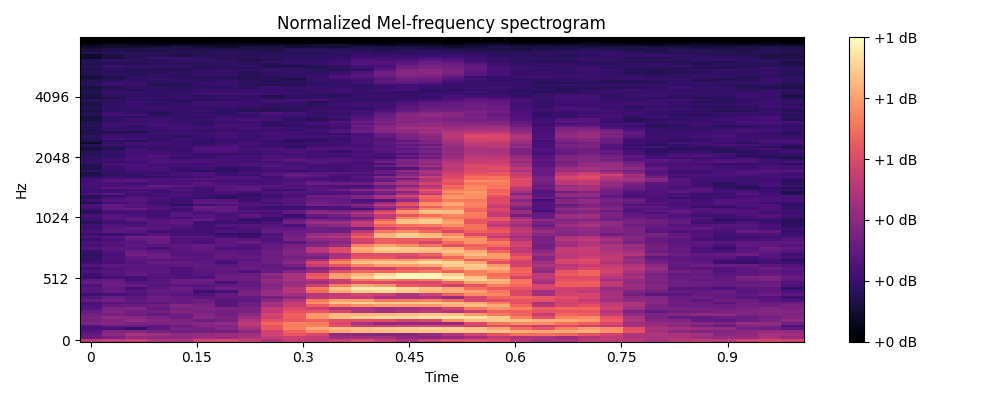 Normalized Mel-frequency spectrogram
Hz
4096
2048
1024
512
0
0 0.15 0.3 0.45 0.6 0.75 0.9
Time
+1 dB
+1 dB
+1 dB
+0 dB
+0 dB
+0 dB